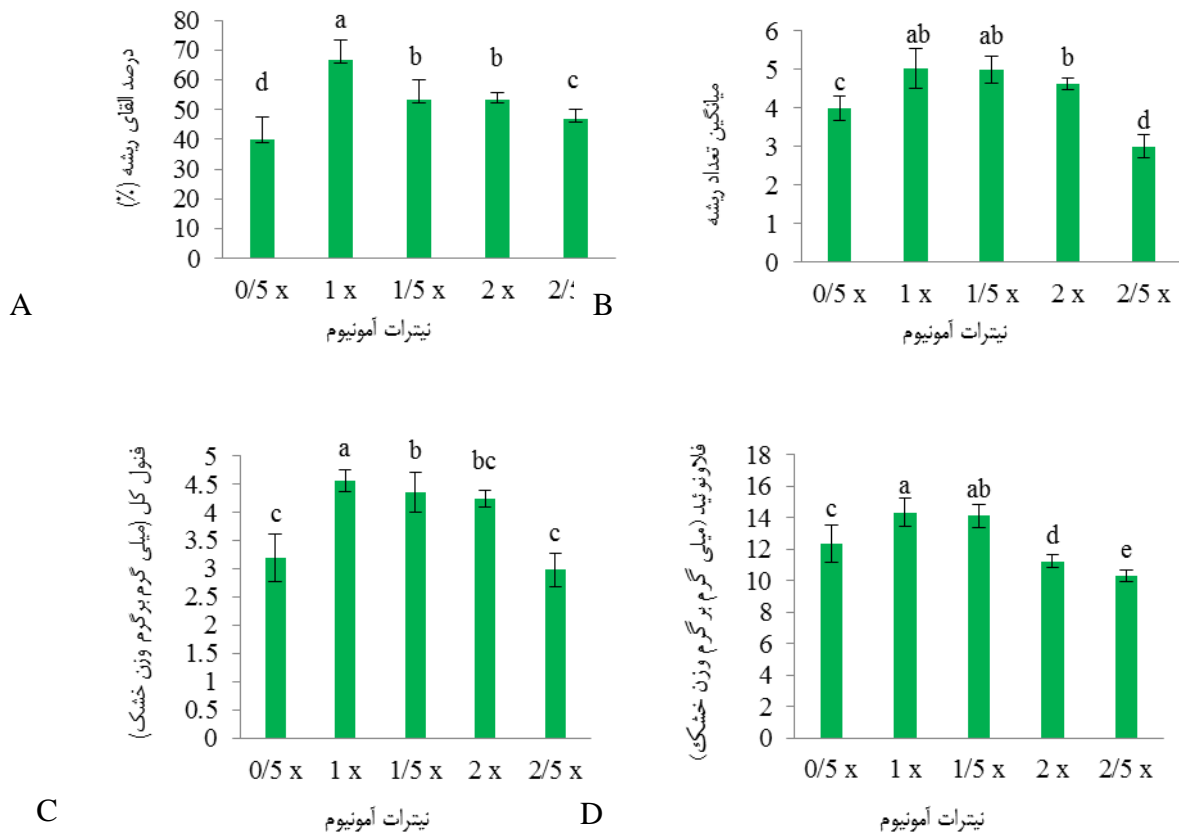 درصد القای ریشه (%)
80
70
60
50
40
30
20
10
0
d
a
b
b
c
0/5 x
1 x
1/5 x
2 x
نیترات آمونیوم
A
میانگین تعداد ریشه
6
5
4
3
2
1
0
c
ab
ab
b
d
0/5 x
1 x
1/5 x
2 x
2/5 x
نیترات آمونیوم
B
فنول کل (میلی گرم برگرم وزن خشک)
5
4.5
4
3.5
3
2.5
2
1.5
1
0.5
0
c
a
b
bc
c
0/5 x
1 x
1/5 x
2 x
2/5 x
نیترات آمونیوم
C
فلاونوئید (میلی گرم بر گرم وزن خشک)
18
16
14
12
10
8
6
4
2
0
c
a
ab
d
e
0/5 x
1 x
1/5 x
2 x
2/5 x
نیترات آمونیوم
D